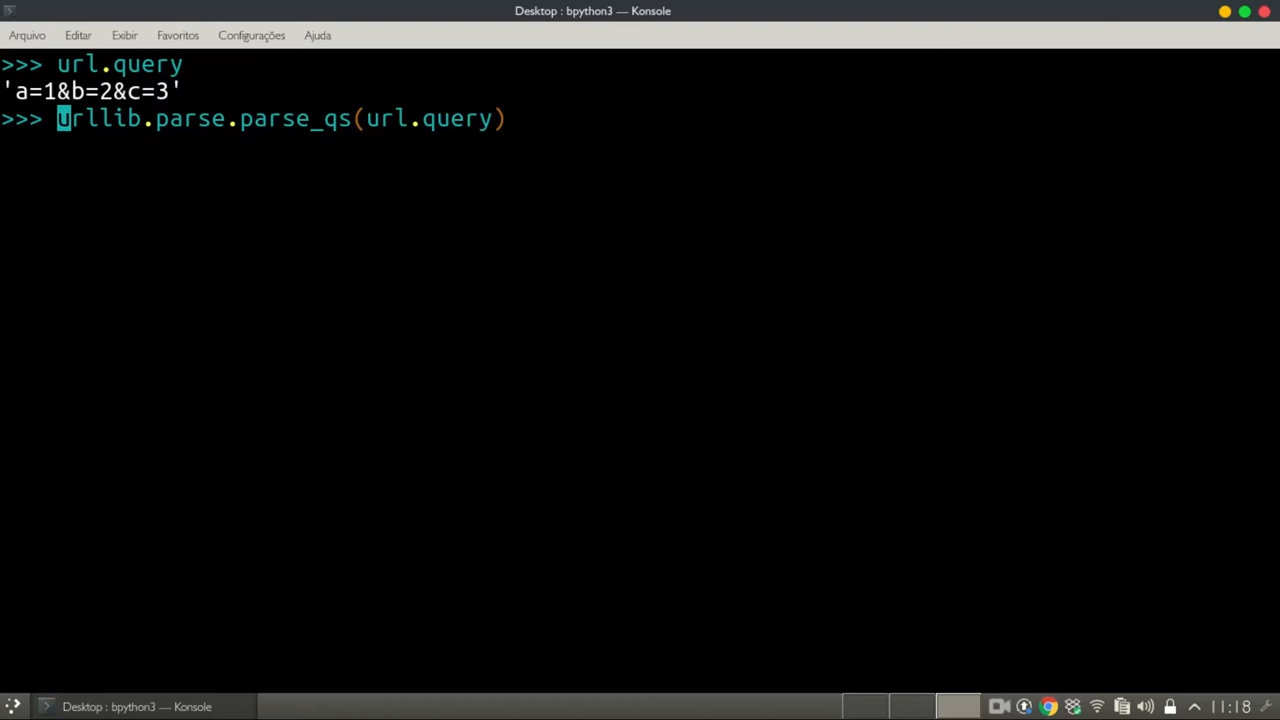 Desktop : bpython3 — Konsole
Arquivo Editar Exibir Favoritos Configurações Ajuda
>>> url.query
'a=1&b=2&c=3'
>>> urllib.parse.parse_qs(url.query)
Desktop : bpython3 — Konsole
11:18